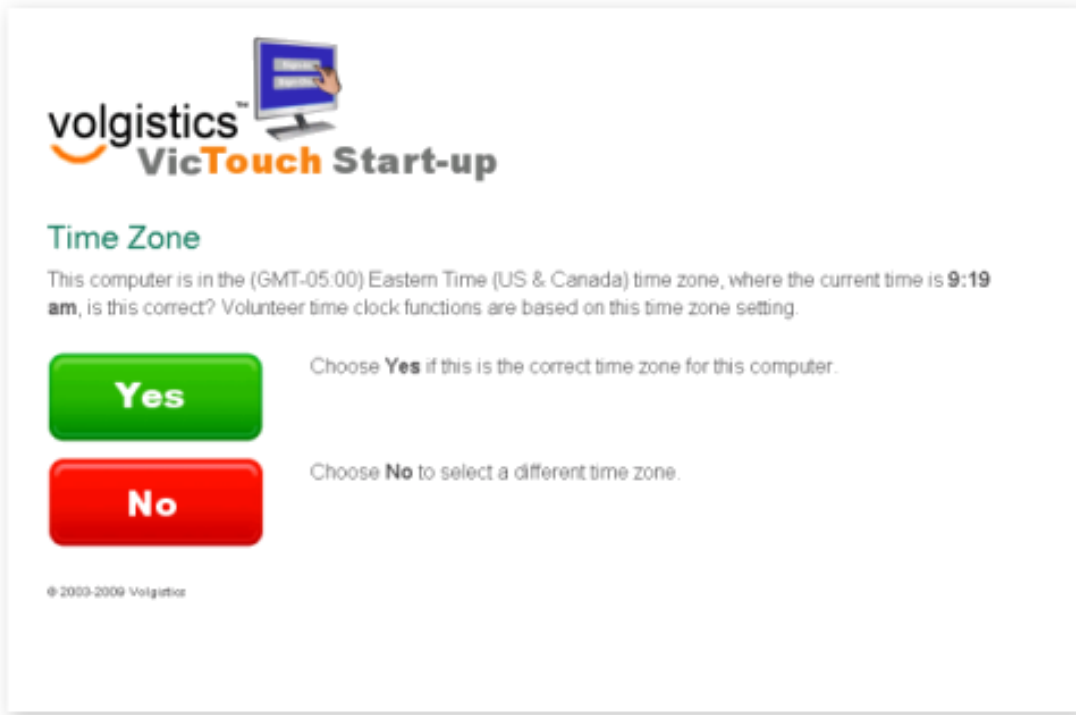 volgistics™
VicTouch Start-up
Time Zone
This computer is in the (GMT-05:00) Eastern Time (US & Canada) time zone, where the current time is 9:19
am, is this correct? Volunteer time clock functions are based on this time zone setting.
Yes
Choose Yes if this is the correct time zone for this computer.
No
Choose No to select a different time zone.
© 2003-2009 Volgistics